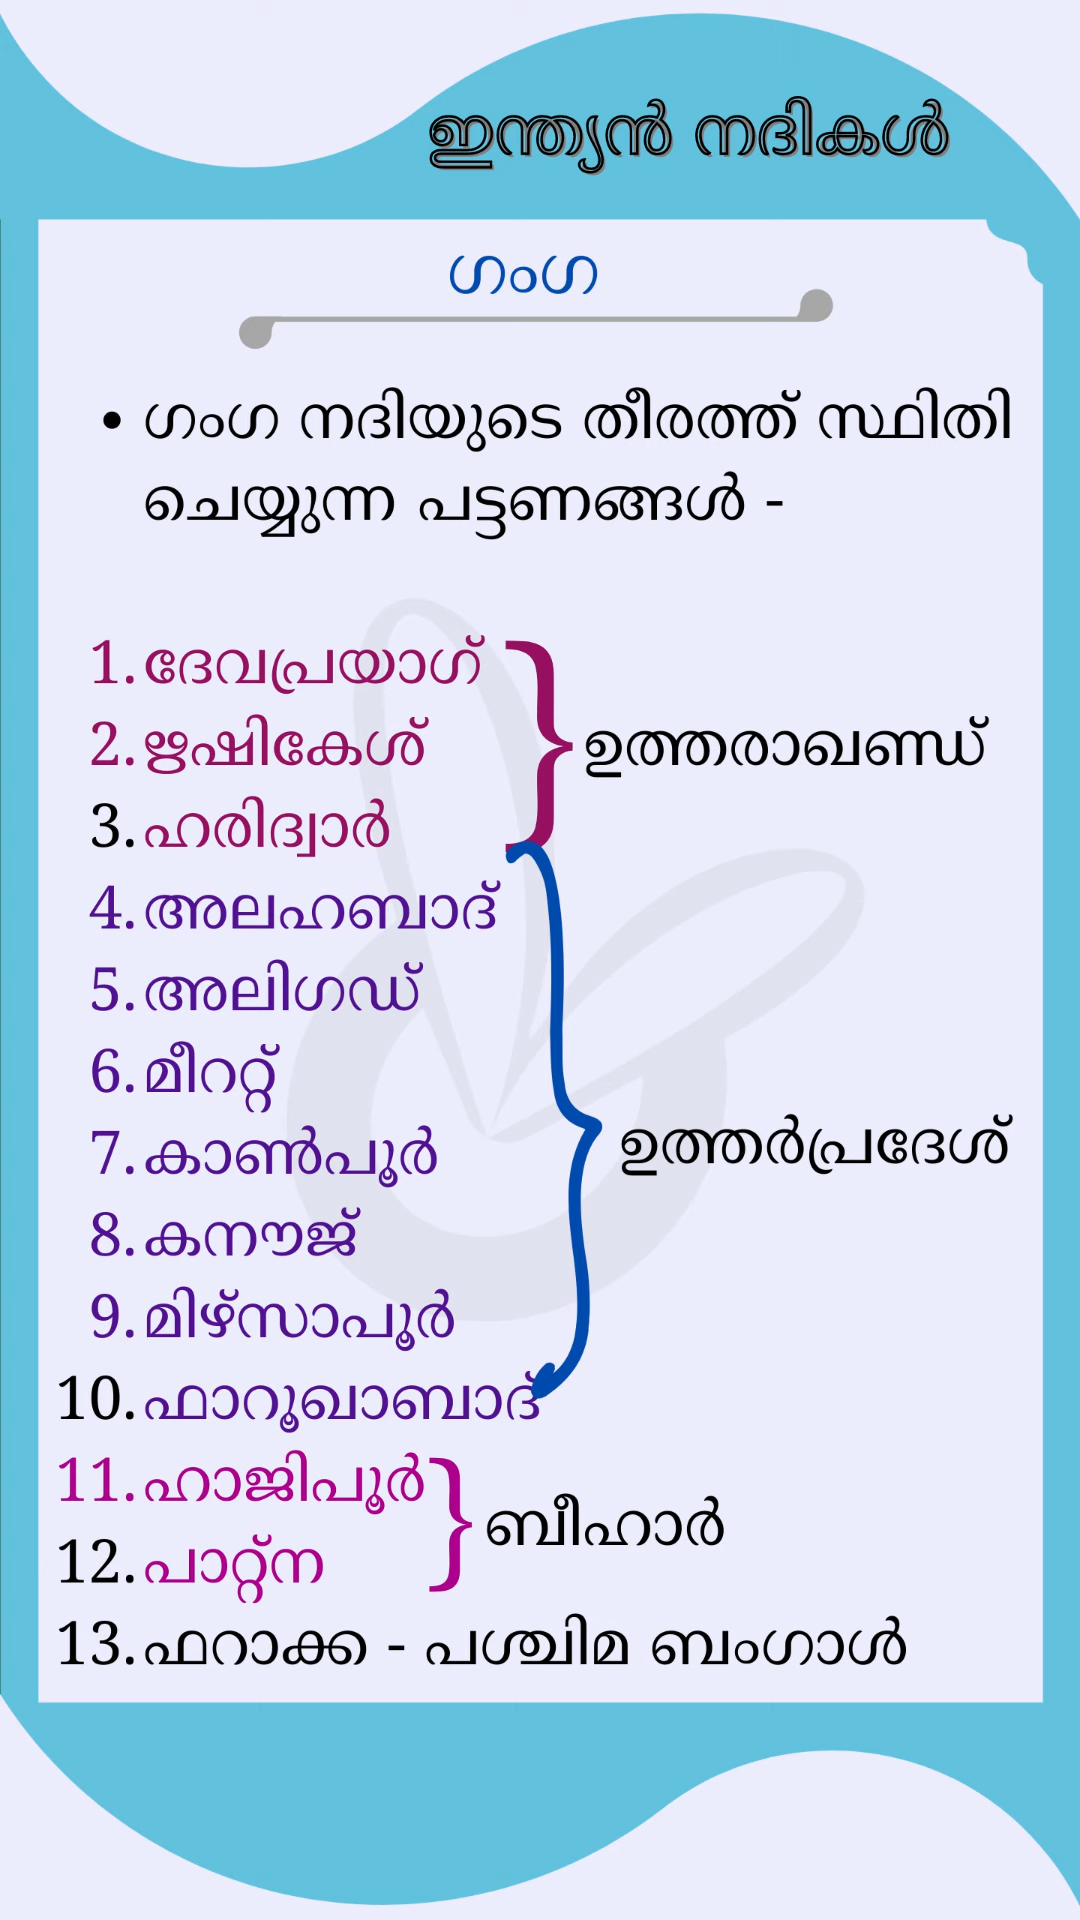 ഇന്ത്യൻ നദികൾ
ഗംഗ
• ഗംഗ നദിയുടെ തീരത്ത് സ്ഥിതി
ചെയ്യുന്ന പട്ടണങ്ങൾ -
1. ദേവപ്രയാഗ്
2. ഋഷികേശ്
ഉത്തരാഖണ്ഡ്
3. ഹരിദ്വാർ
4. അലഹബാദ്
5. അലിഗഡ്
6. മീററ്റ്
7. കാൺപൂർ
ഉത്തർപ്രദേശ്
8. കനൗജ്
9. മിഴ്സാപൂർ
10. ഫാറൂഖാബാദ്
11. ഹാജിപൂർ
ബീഹാർ
12. പാറ്റ്ന
13. ഫറാക്ക - പശ്ചിമ ബംഗാൾ